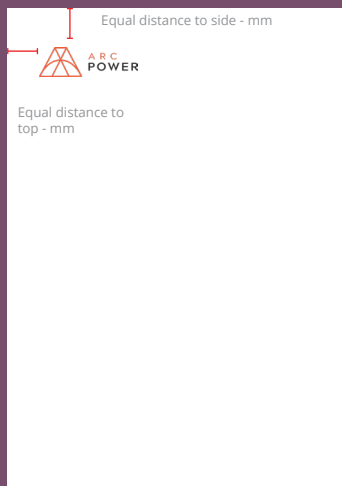 Equal distance to side - mm
ARC
POWER
Equal distance to
top - mm